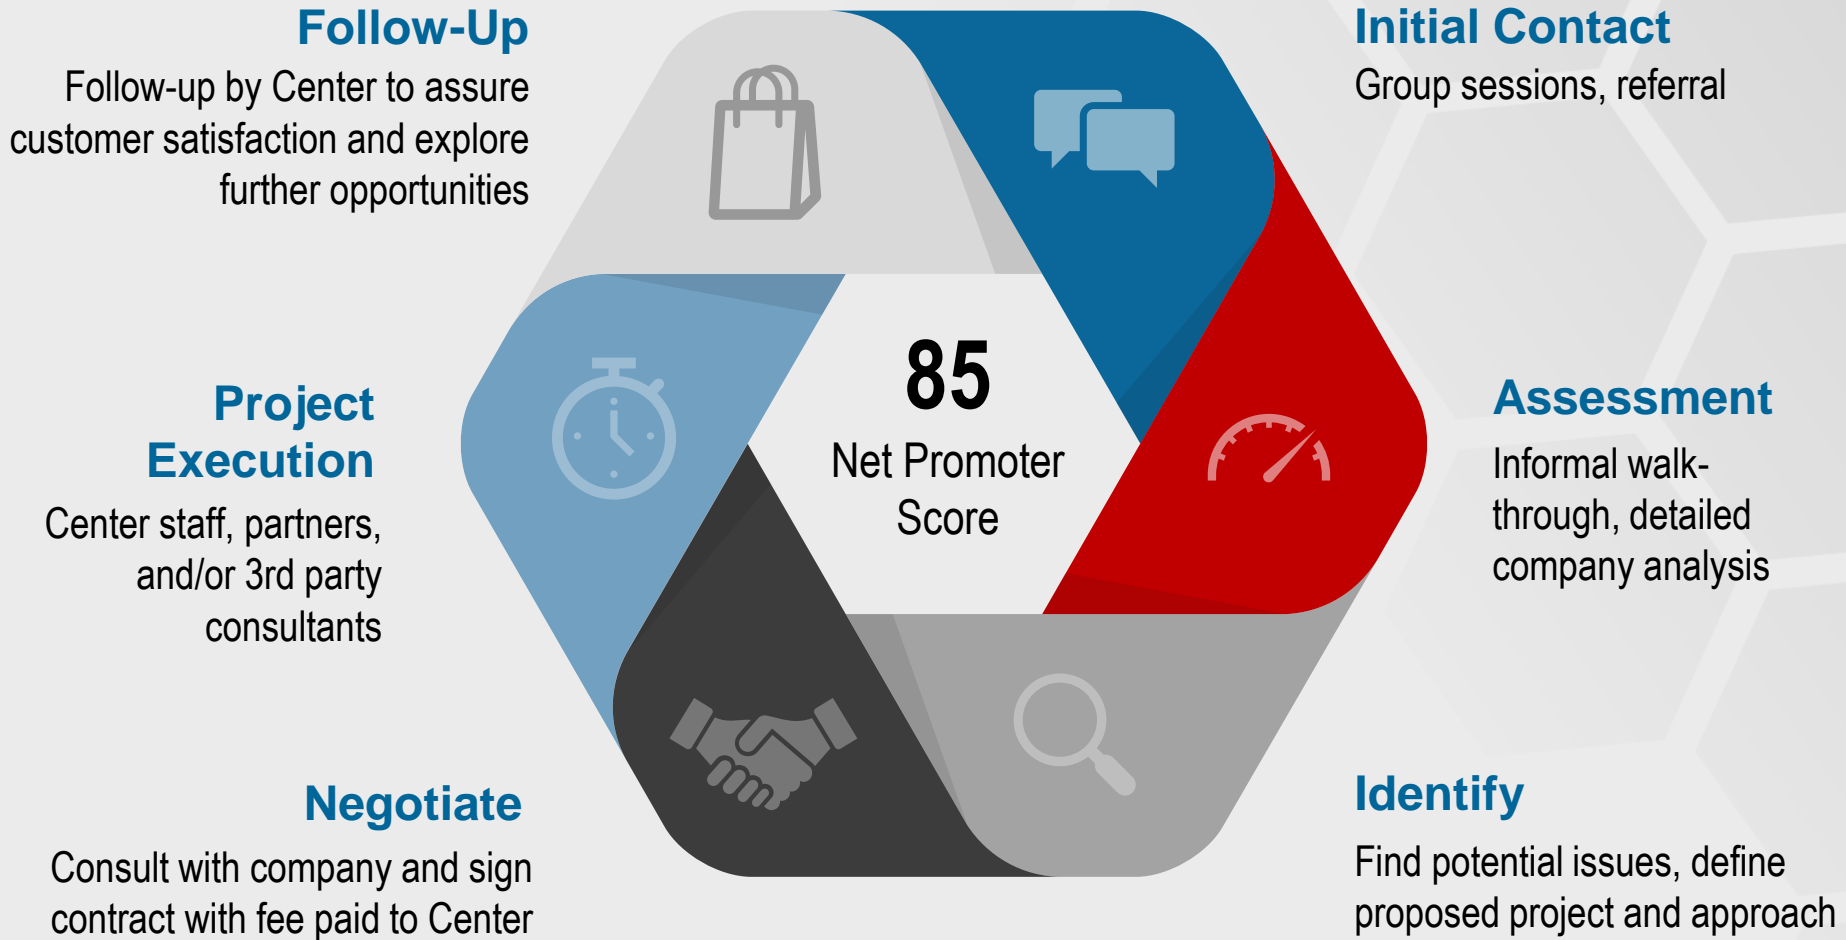 Follow-Up
Follow-up by Center to assure
customer satisfaction and explore
further opportunities
Initial Contact
Group sessions, referral
85
Net Promoter
Score
Project
Execution
Center staff, partners,
and/or 3rd party
consultants
Assessment
Informal walk-
through, detailed
company analysis
Negotiate
Consult with company and sign
contract with fee paid to Center
Identify
Find potential issues, define
proposed project and approach